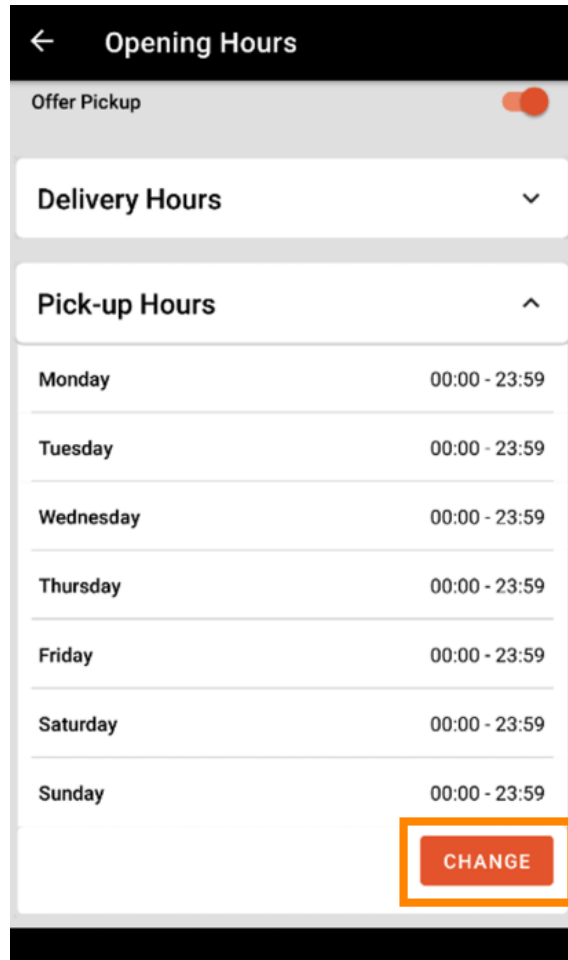 Opening Hours
Offer Pickup
Delivery Hours
Pick-up Hours
Monday 00:00 - 23:59
Tuesday 00:00 - 23:59
Wednesday 00:00 - 23:59
Thursday 00:00 - 23:59
Friday 00:00 - 23:59
Saturday 00:00 - 23:59
Sunday 00:00 - 23:59
CHANGE